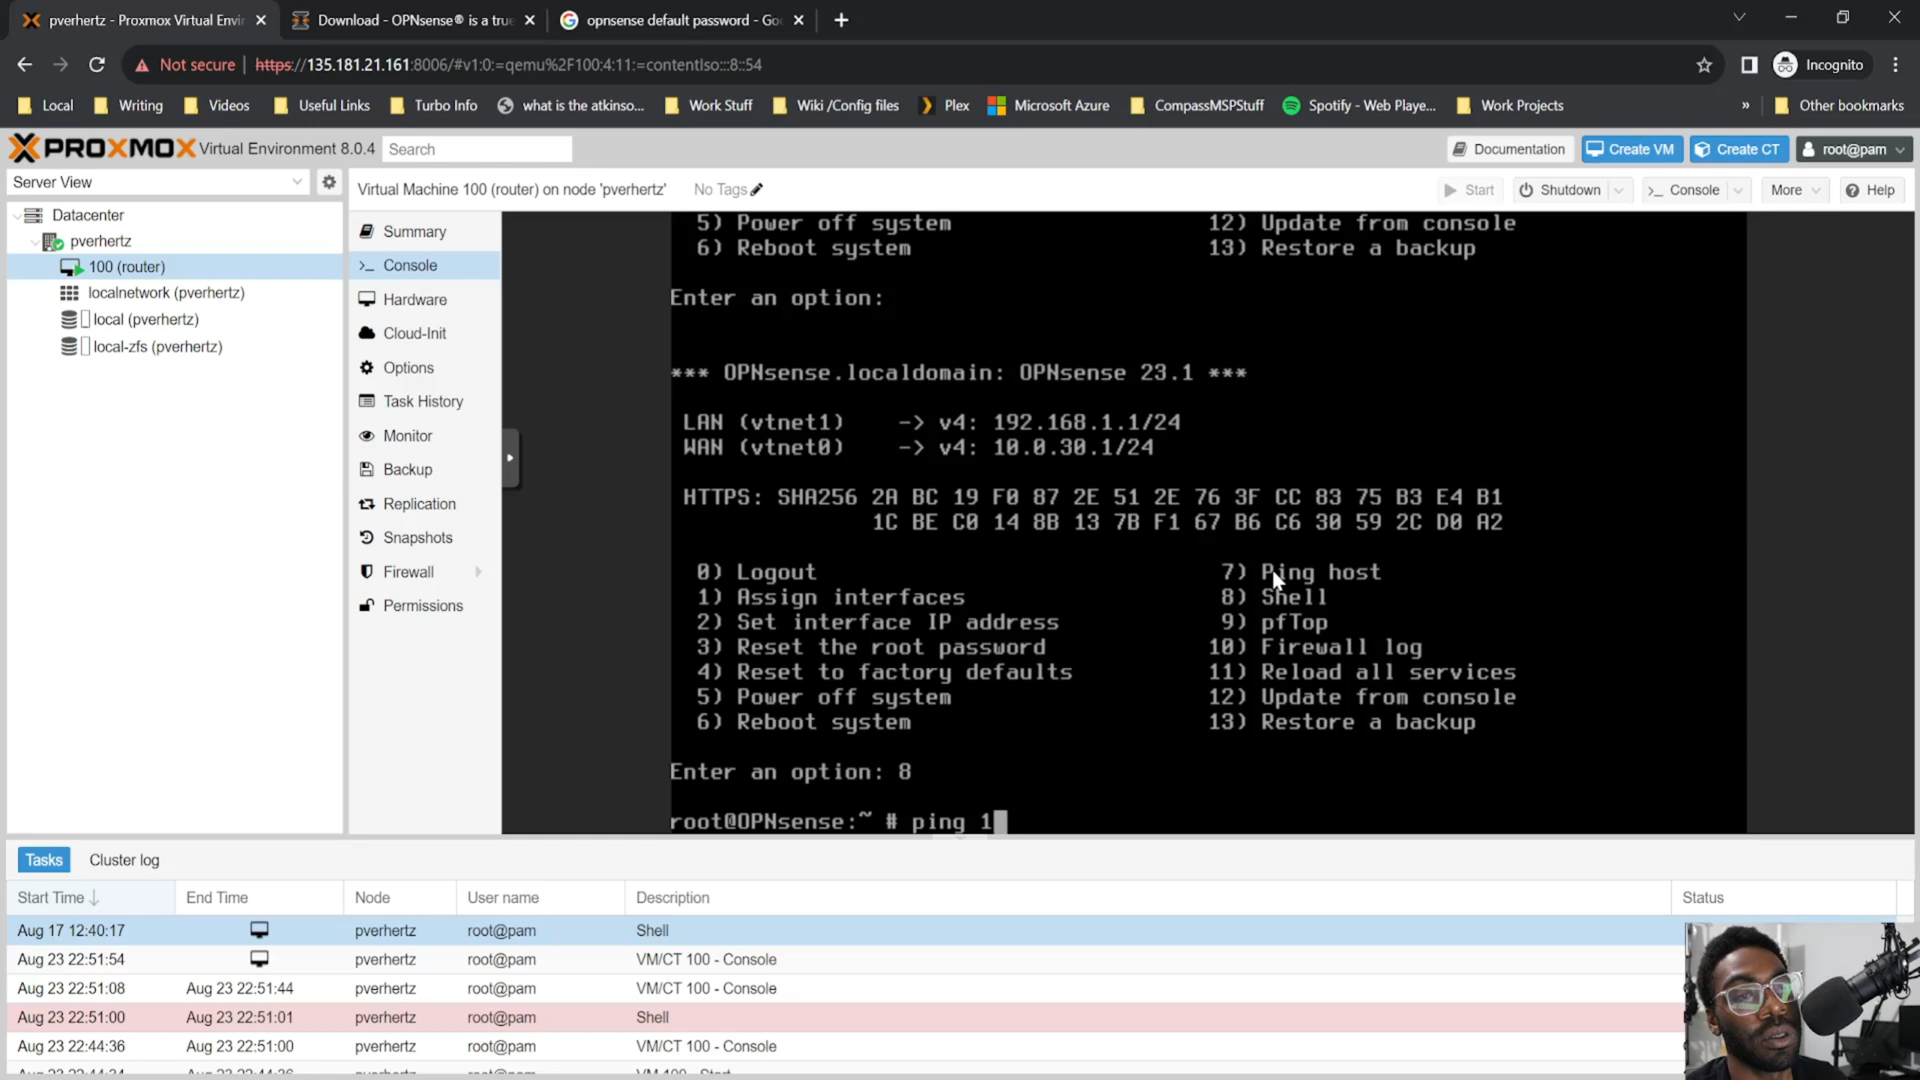 pverhertz - Proxmox Virtual Envir
Download - OPNsense® is a true
opnsense default password - Goo
Not secure
https://135.181.21.161:8006/#v1:0:=qemu%2F100:4:11:=contentIso:::8::54
Incognito
Local
Writing
Videos
Useful Links
Turbo Info
what is the atkinso...
Work Stuff
Wiki /Config files
Plex
Microsoft Azure
CompassMSPStuff
Spotify - Web Playe...
Work Projects
»
Other bookmarks
PROXMOX Virtual Environment 8.0.4
Search
Documentation
Create VM
Create CT
root@pam
Server View
Virtual Machine 100 (router) on node 'pverhertz'
No Tags
Start
Shutdown
Console
More
Help
Datacenter
pverhertz
100 (router)
localnetwork (pverhertz)
local (pverhertz)
local-zfs (pverhertz)
Summary
Console
Hardware
Cloud-Init
Options
Task History
Monitor
Backup
Replication
Snapshots
Firewall
Permissions
5) Power off system 12) Update from console
6) Reboot system 13) Restore a backup
Enter an option:
*** OPNsense.localdomain: OPNsense 23.1 ***
LAN (vtnet1) -> v4: 192.168.1.1/24
WAN (vtnet0) -> v4: 10.0.30.1/24
HTTPS: SHA256 2A BC 19 F0 87 2E 51 2E 76 3F CC 83 75 B3 E4 B1
1C BE C0 14 8B 13 7B F1 67 B6 C6 30 59 2C D0 A2
0) Logout 7) Ping host
1) Assign interfaces 8) Shell
2) Set interface IP address 9) pfTop
3) Reset the root password 10) Firewall log
4) Reset to factory defaults 11) Reload all services
5) Power off system 12) Update from console
6) Reboot system 13) Restore a backup
Enter an option: 8
root@OPNsense:~ # ping 1
Tasks
Cluster log
Start Time End Time Node User name Description Status
Aug 17 12:40:17 pverhertz root@pam Shell
Aug 23 22:51:54 pverhertz root@pam VM/CT 100 - Console
Aug 23 22:51:08 Aug 23 22:51:44 pverhertz root@pam VM/CT 100 - Console
Aug 23 22:51:00 Aug 23 22:51:01 pverhertz root@pam Shell
Aug 23 22:44:36 Aug 23 22:51:00 pverhertz root@pam VM/CT 100 - Console